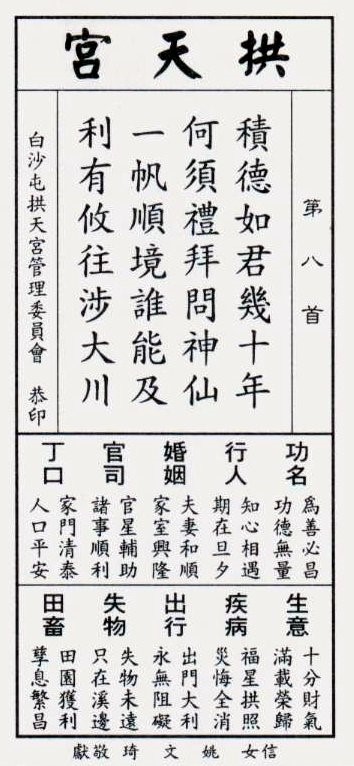 拱天宮
第八首
積德如君幾十年
何須禮拜問神仙
一帆順境誰能及
利有攸往涉大川
白沙屯拱天宮管理委員會 恭印
功名
為善必昌
功德無量
行人
知心相遇
期在旦夕
婚姻
夫妻和順
家室興隆
官司
官星輔助
諸事順利
丁口
家門清泰
人口平安
生意
十分財氣
滿載榮歸
疾病
福星拱照
災悔全消
出行
出門大利
永無阻礙
失物
失物未遠
只在溪邊
田畜
田園獲利
孳息繁昌
信女 姚文琦 敬獻